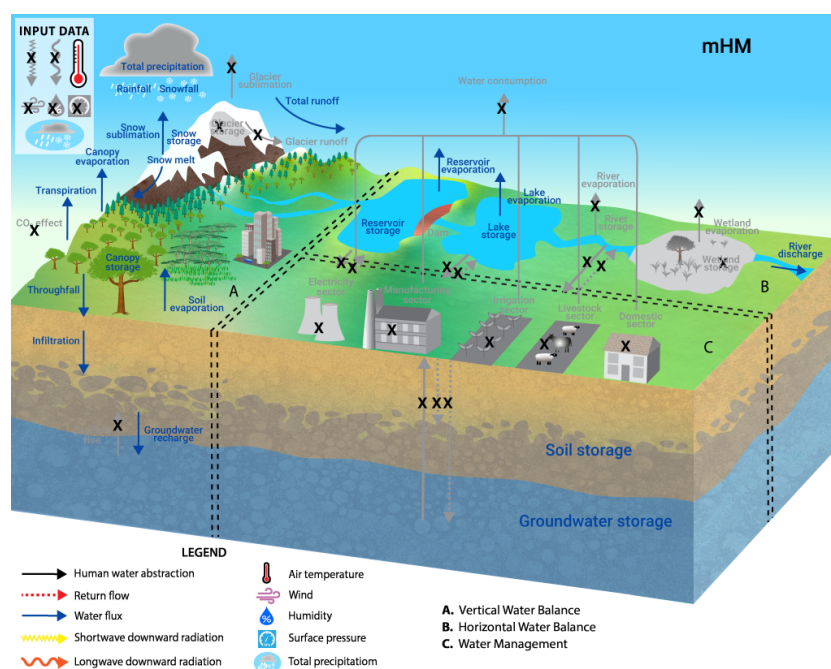 INPUT DATA
mHM
Total precipitation
Rainfall Snowfall
Glacier
sublimation
Water consumption
Total runoff
Snow
sublimation
Snow
storage
Glacier
storage
Glacier runoff
Canopy
evaporation
Snow melt
Reservoir
evaporation
Transpiration
Lake
evaporation
River
evaporation
CO₂ effect
Reservoir
storage
Dam
Lake
storage
River
storage
Wetland
evaporation
Wetland
storage
River
discharge
Canopy
storage
Throughfall
Soil
evaporation
A
B
C
Electricity
sector
Manufacturing
sector
Irrigation
sector
Livestock
sector
Domestic
sector
Infiltration
Groundwater
recharge
Soil storage
Groundwater storage
LEGEND
Human water abstraction
Return flow
Water flux
Shortwave downward radiation
Longwave downward radiation
Air temperature
Wind
% Humidity
Surface pressure
Total precipitatiom
A. Vertical Water Balance
B. Horizontal Water Balance
C. Water Management